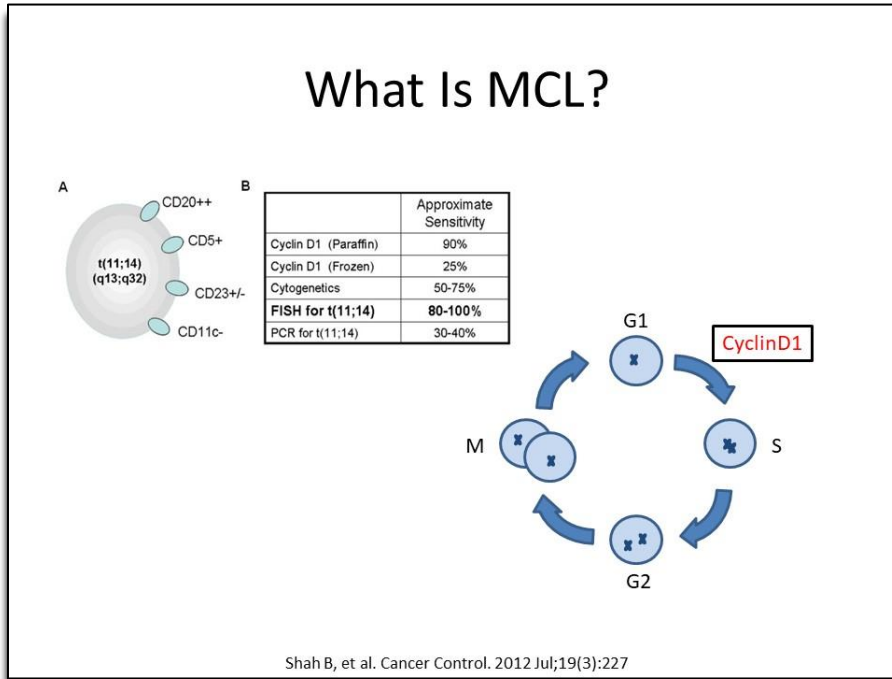 What Is MCL?
A
CD20++
CD5+
t(11;14)
(q13;q32)
CD23+/-
CD11c-
B
Approximate
Sensitivity
Cyclin D1 (Paraffin) 90%
Cyclin D1 (Frozen) 25%
Cytogenetics 50-75%
FISH for t(11;14) 80-100%
PCR for t(11;14) 30-40%
G1
CyclinD1
M
S
G2
Shah B, et al. Cancer Control. 2012 Jul;19(3):227